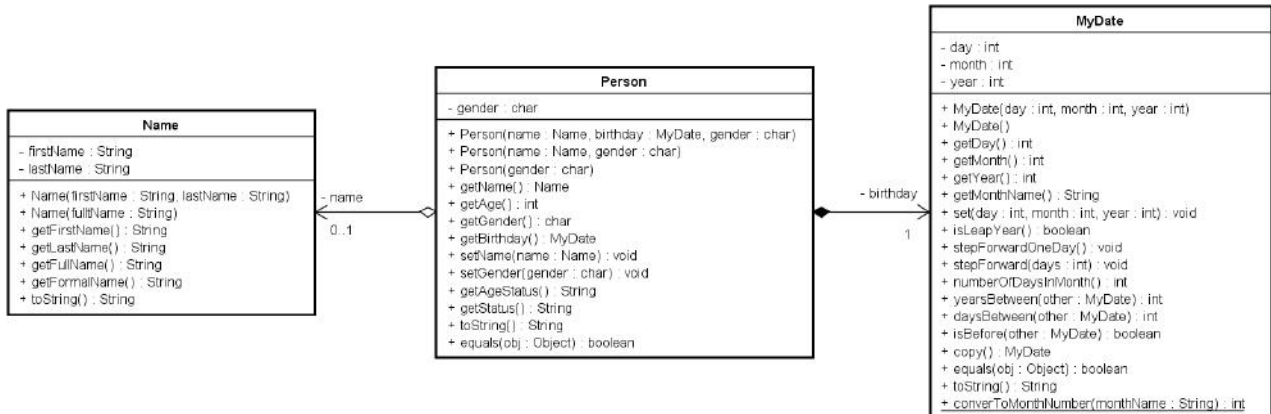 Name
- firstName : String
- lastName : String
+ Name(firstName : String, lastName : String)
+ Name(fulltName : String)
+ getFirstName() : String
+ getLastName() : String
+ getFullName() : String
+ getFormalName() : String
+ toString() : String
- name
0..1
Person
- gender : char
+ Person(name : Name, birthday : MyDate, gender : char)
+ Person(name : Name, gender : char)
+ Person(gender : char)
+ getName() : Name
+ getAge() : int
+ getGender() : char
+ getBirthday() : MyDate
+ setName(name : Name) : void
+ setGender(gender : char) : void
+ getAgeStatus() : String
+ getStatus() : String
+ toString() : String
+ equals(obj : Object) : boolean
- birthday
1
MyDate
- day : int
- month : int
- year : int
+ MyDate(day : int, month : int, year : int)
+ MyDate()
+ getDay() : int
+ getMonth() : int
+ getYear() : int
+ getMonthName() : String
+ set(day : int, month : int, year : int) : void
+ isLeapYear() : boolean
+ stepForwardOneDay() : void
+ stepForward(days : int) : void
+ numberOfDaysInMonth() : int
+ yearsBetween(other : MyDate) : int
+ daysBetween(other : MyDate) : int
+ isBefore(other : MyDate) : boolean
+ copy() : MyDate
+ equals(obj : Object) : boolean
+ toString() : String
+ converToMonthNumber(monthName : String) : int